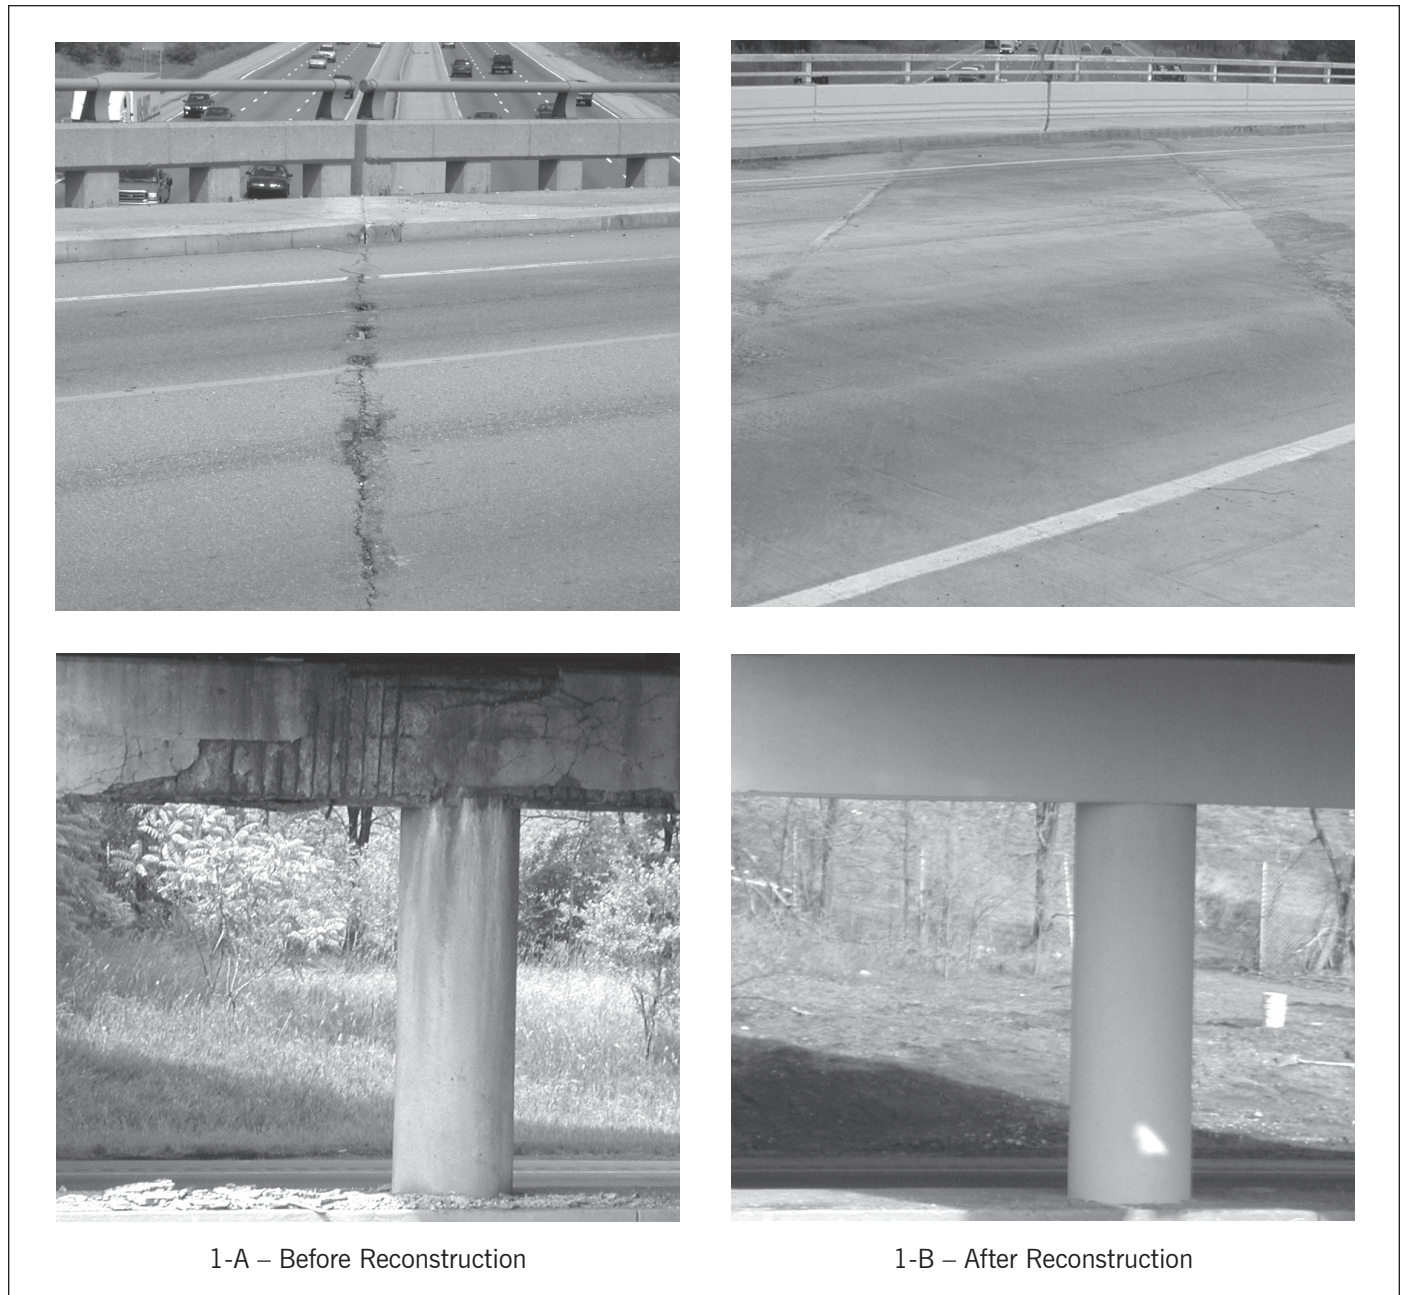 1-A – Before Reconstruction
1-B – After Reconstruction